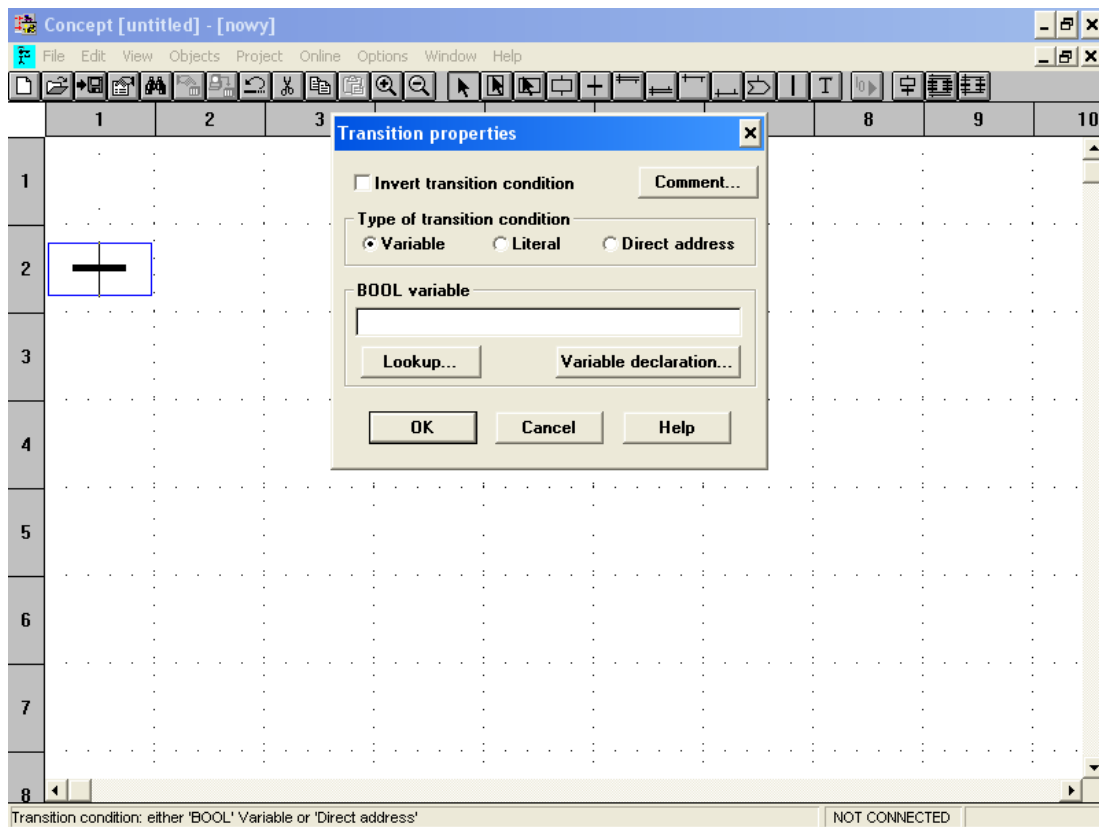 Concept [untitled] - [nowy]
File Edit View Objects Project Online Options Window Help
1 2 3 8 9 10
Transition properties
Invert transition condition Comment...
Type of transition condition
Variable Literal Direct address
BOOL variable
Lookup... Variable declaration...
OK Cancel Help
1
2
3
4
5
6
7
8
Transition condition: either 'BOOL' Variable or 'Direct address' NOT CONNECTED